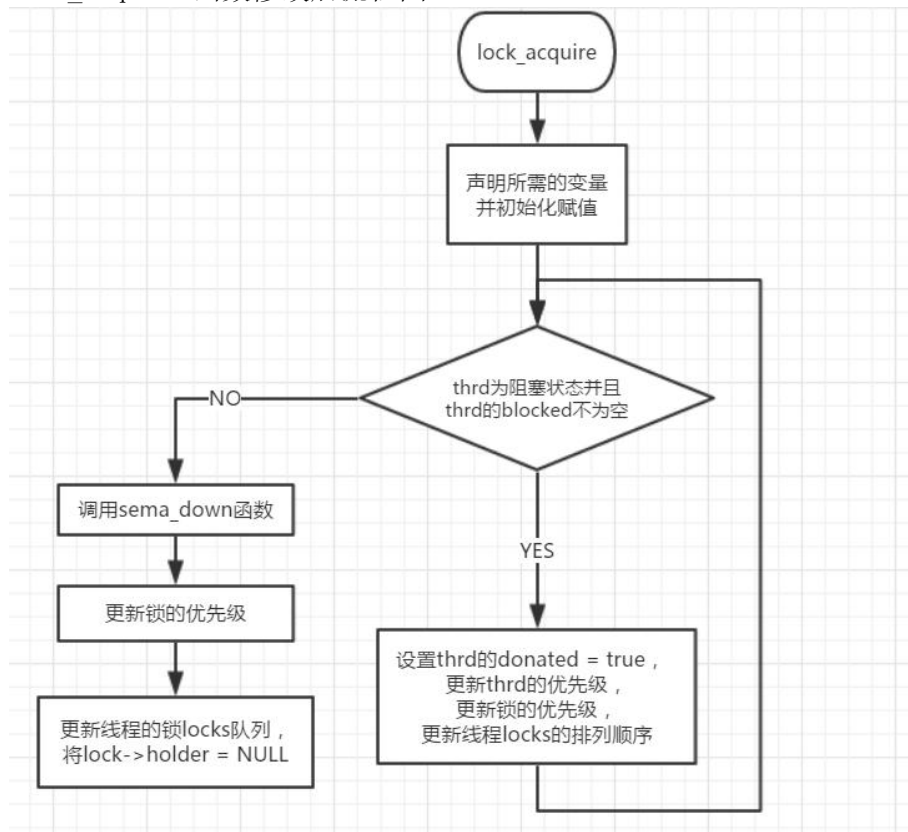 lock_acquire
声明所需的变量
并初始化赋值
thrd为阻塞状态并且
thrd的blocked不为空
NO
调用sema_down函数
YES
更新锁的优先级
设置thrd的donated = true，
更新thrd的优先级，
更新锁的优先级，
更新线程locks的排列顺序
更新线程的锁locks队列，
将lock->holder = NULL